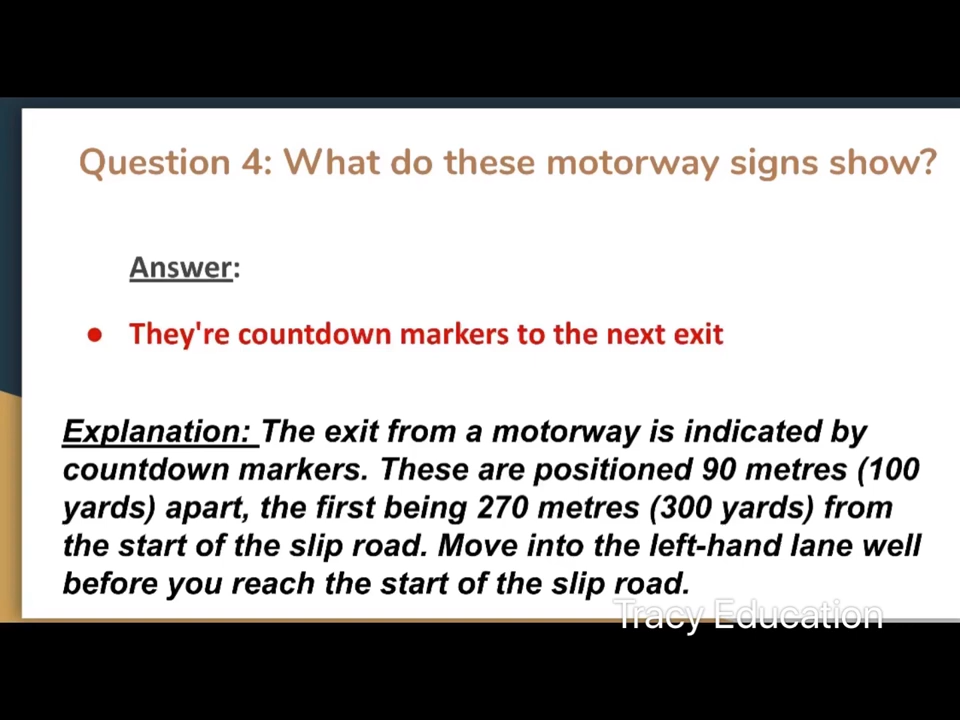 Question 4: What do these motorway signs show?
Answer:
● They're countdown markers to the next exit
Explanation: The exit from a motorway is indicated by
countdown markers. These are positioned 90 metres (100
yards) apart, the first being 270 metres (300 yards) from
the start of the slip road. Move into the left-hand lane well
before you reach the start of the slip road.
Tracy Education